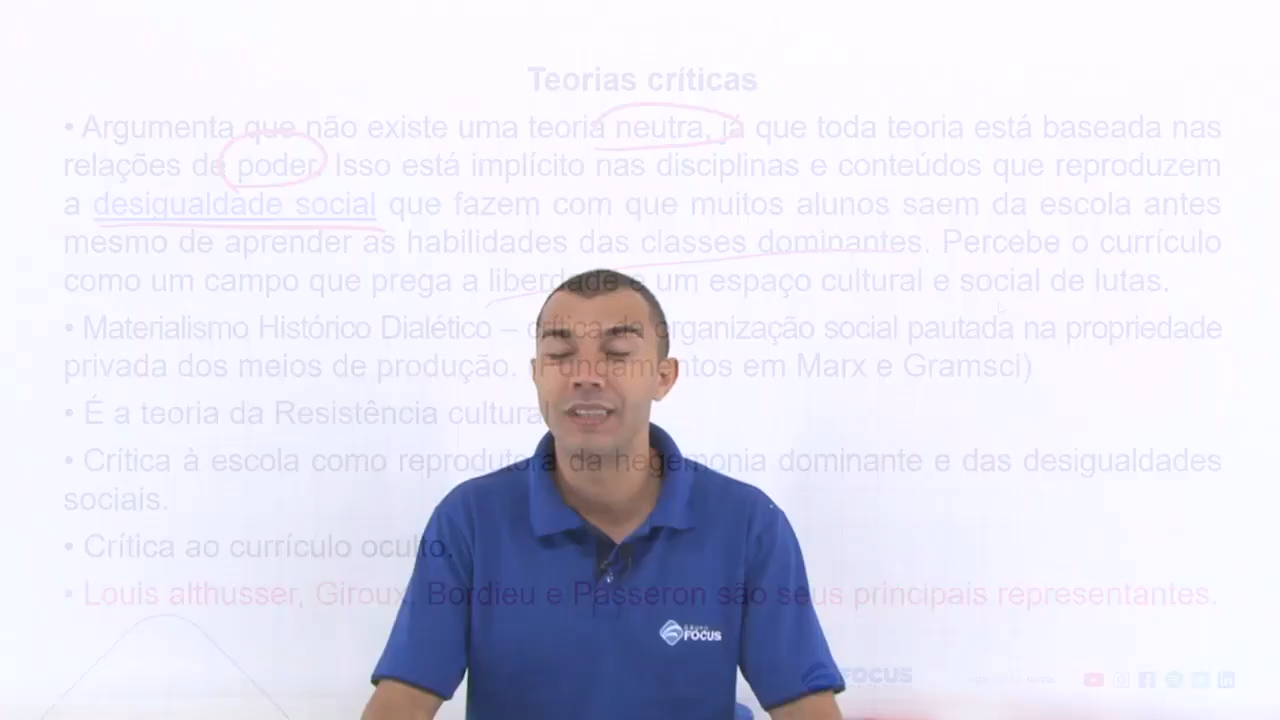 Teorias críticas
• Argumenta que não existe uma teoria neutra, já que toda teoria está baseada nas
relações de poder. Isso está implícito nas disciplinas e conteúdos que reproduzem
a desigualdade social que fazem com que muitos alunos saem da escola antes
mesmo de aprender as habilidades das classes dominantes. Percebe o currículo
como um campo que prega a liberdade e um espaço cultural e social de lutas.
• Materialismo Histórico Dialético – crítica da organização social pautada na propriedade
privada dos meios de produção. em Marx e Gramsci)
• É a teoria da Resistência cultural
• Crítica à escola como reprodutora da hegemonia dominante e das desigualdades
sociais.
• Crítica ao currículo oculto.
• Louis althusser, Giroux, Bordieu e Passeron são seus principais representantes.
GRUPO
FOCUS
FOCUS